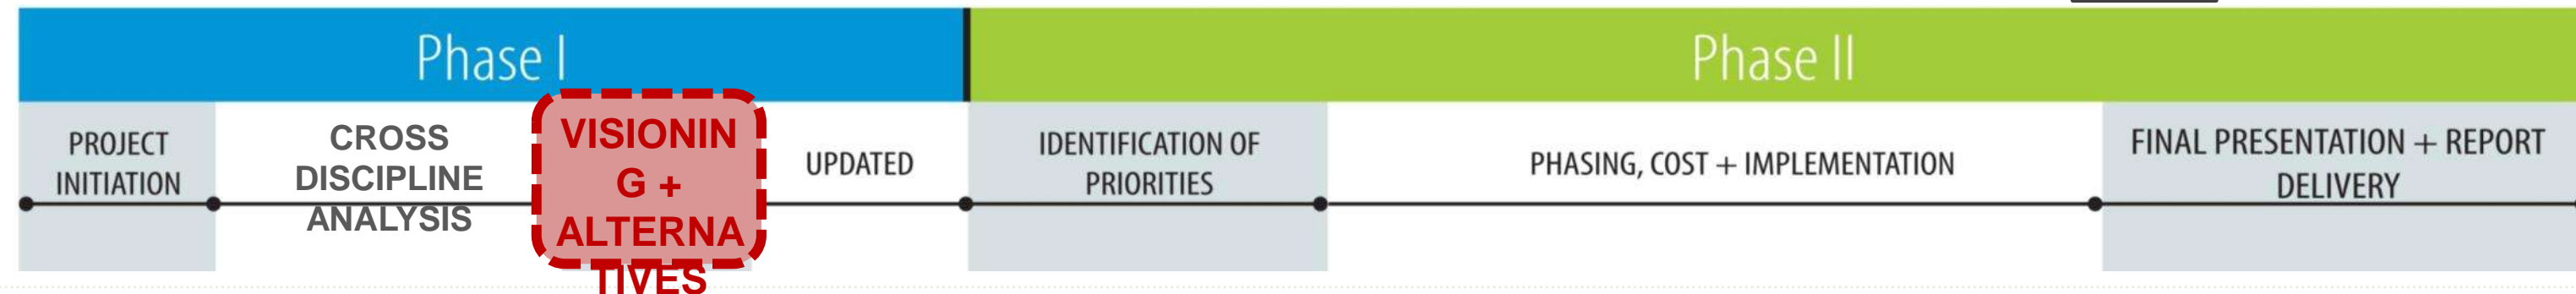 Phase I
Phase II
PROJECT
INITIATION
CROSS
DISCIPLINE
ANALYSIS
VISIONIN
G +
ALTERNA
TIVES
UPDATED
IDENTIFICATION OF
PRIORITIES
PHASING, COST + IMPLEMENTATION
FINAL PRESENTATION + REPORT
DELIVERY